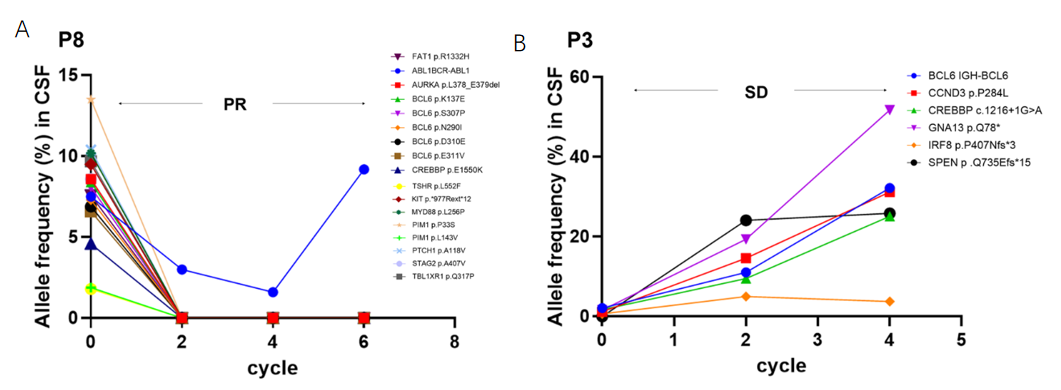 A
P8
Allele frequency (%) in CSF
15
10
5
0
0
2
4
6
8
cycle
PR
FAT1 p.R1332H
ABL1BCR-ABL1
AURKA p.L378_E379del
BCL6 p.K137E
BCL6 p.S307P
BCL6 p.N290I
BCL6 p.D310E
BCL6 p.E311V
CREBBP p.E1550K
TSHR p.L552F
KIT p.*977Rext*12
MYD88 p.L256P
PIM1 p.P33S
PIM1 p.L143V
PTCH1 p.A118V
STAG2 p.A407V
TBL1XR1 p.Q317P
B
P3
Allele frequency (%) in CSF
60
40
20
0
0
1
2
3
4
5
cycle
SD
BCL6 IGH-BCL6
CCND3 p.P284L
CREBBP c.1216+1G>A
GNA13 p.Q78*
IRF8 p.P407Nfs*3
SPEN p .Q735Efs*15